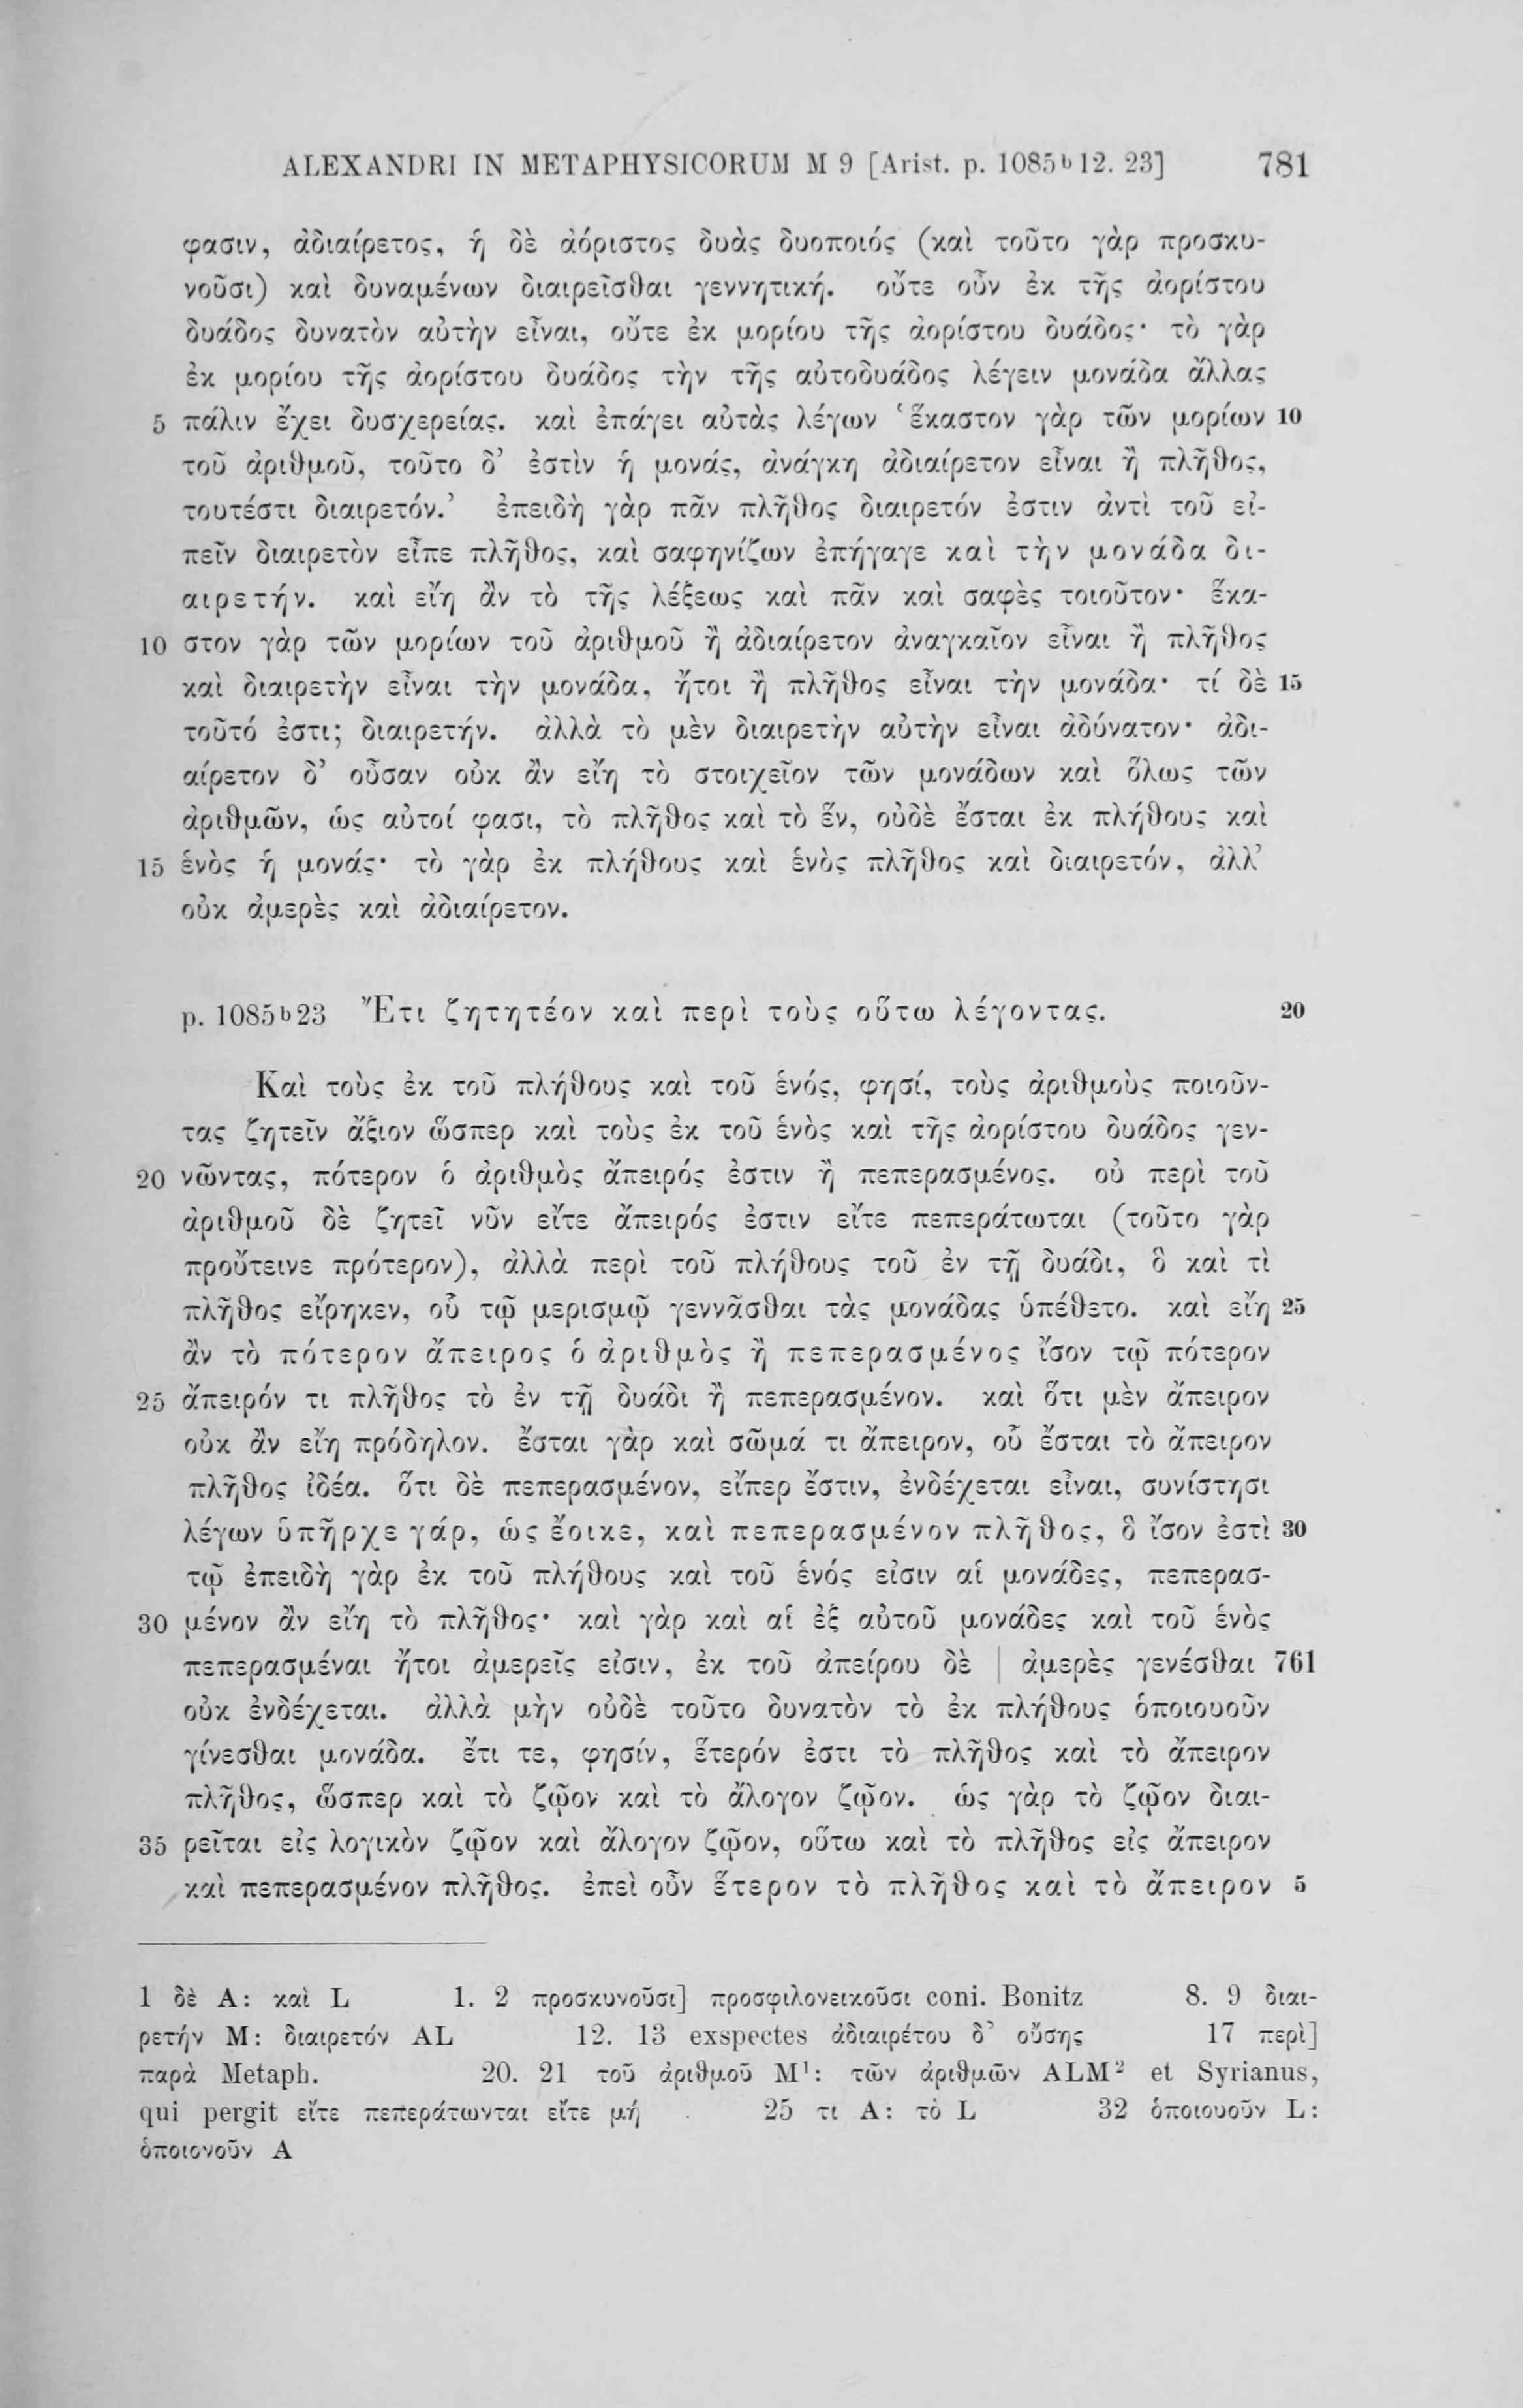 ALEXANDRI IN METAPHYSICORUM M 9 [Arist. p. 1085b12. 23] 781
φασιν, ἀδιαίρετος, ἡ δὲ ἀόριστος δυὰς δυοποιός (καὶ τοῦτο γὰρ προσκυ-
νοῦσι) καὶ δυναμένων διαιρεῖσθαι γεννητική. οὔτε οὖν ἐκ τῆς ἀορίστου
δυάδος δυνατὸν αὐτὴν εἶναι, οὔτε ἐκ μορίου τῆς ἀορίστου δυάδος· τὸ γὰρ
ἐκ μορίου τῆς ἀορίστου δυάδος τὴν τῆς αὐτοδυάδος λέγειν μονάδα ἄλλας
5 πάλιν ἔχει δυσχερείας. καὶ ἐπάγει αὐτὰς λέγων ‘ἕκαστον γὰρ τῶν μορίων 10
τοῦ ἀριθμοῦ, τοῦτο δ’ ἐστὶν ἡ μονάς, ἀνάγκη ἀδιαίρετον εἶναι ἢ πλῆθος,
τουτέστι διαιρετόν.’ ἐπειδὴ γὰρ πᾶν πλῆθος διαιρετόν ἐστιν ἀντὶ τοῦ εἰ-
πεῖν διαιρετὸν εἶπε πλῆθος, καὶ σαφηνίζων ἐπήγαγε καὶ τὴν μονάδα δι-
αιρετήν. καὶ εἴη ἂν τὸ τῆς λέξεως καὶ πᾶν καὶ σαφὲς τοιοῦτον· ἕκα-
10 στον γὰρ τῶν μορίων τοῦ ἀριθμοῦ ἢ ἀδιαίρετον ἀναγκαῖον εἶναι ἢ πλῆθος
καὶ διαιρετὴν εἶναι τὴν μονάδα, ἤτοι ἢ πλῆθος εἶναι τὴν μονάδα· τί δὲ 15
τοῦτό ἐστι; διαιρετήν. ἀλλὰ τὸ μὲν διαιρετὴν αὐτὴν εἶναι ἀδύνατον· ἀδι-
αίρετον δ’ οὖσαν οὐκ ἂν εἴη τὸ στοιχεῖον τῶν μονάδων καὶ ὅλως τῶν
ἀριθμῶν, ὡς αὐτοί φασι, τὸ πλῆθος καὶ τὸ ἕν, οὐδὲ ἔσται ἐκ πλήθους καὶ
15 ἑνὸς ἡ μονάς· τὸ γὰρ ἐκ πλήθους καὶ ἑνὸς πλῆθος καὶ διαιρετόν, ἀλλ’
οὐκ ἀμερὲς καὶ ἀδιαίρετον.
p. 1085b23 Ἔτι ζητητέον καὶ περὶ τοὺς οὕτω λέγοντας. 20
Καὶ τοὺς ἐκ τοῦ πλήθους καὶ τοῦ ἑνός, φησί, τοὺς ἀριθμοὺς ποιοῦν-
τας ζητεῖν ἄξιον ὥσπερ καὶ τοὺς ἐκ τοῦ ἑνὸς καὶ τῆς ἀορίστου δυάδος γεν-
20 νῶντας, πότερον ὁ ἀριθμὸς ἄπειρός ἐστιν ἢ πεπερασμένος. οὐ περὶ τοῦ
ἀριθμοῦ δὲ ζητεῖ νῦν εἴτε ἄπειρός ἐστιν εἴτε πεπεράτωται (τοῦτο γὰρ
προὔτεινε πρότερον), ἀλλὰ περὶ τοῦ πλήθους τοῦ ἐν τῇ δυάδι, ὃ καὶ τὶ
πλῆθος εἴρηκεν, οὗ τῷ μερισμῷ γεννᾶσθαι τὰς μονάδας ὑπέθετο. καὶ εἴη 25
ἂν τὸ πότερον ἄπειρος ὁ ἀριθμὸς ἢ πεπερασμένος ἴσον τῷ πότερον
25 ἄπειρόν τι πλῆθος τὸ ἐν τῇ δυάδι ἢ πεπερασμένον. καὶ ὅτι μὲν ἄπειρον
οὐκ ἂν εἴη πρόδηλον. ἔσται γὰρ καὶ σῶμά τι ἄπειρον, οὗ ἔσται τὸ ἄπειρον
πλῆθος ἰδέα. ὅτι δὲ πεπερασμένον, εἴπερ ἔστιν, ἐνδέχεται εἶναι, συνίστησι
λέγων ὑπῆρχε γάρ, ὡς ἔοικε, καὶ πεπερασμένον πλῆθος, ὃ ἴσον ἐστὶ 30
τῷ ἐπειδὴ γὰρ ἐκ τοῦ πλήθους καὶ τοῦ ἑνός εἰσιν αἱ μονάδες, πεπερασ-
30 μένον ἂν εἴη τὸ πλῆθος· καὶ γὰρ καὶ αἱ ἐξ αὐτοῦ μονάδες καὶ τοῦ ἑνὸς
πεπερασμέναι ἤτοι ἀμερεῖς εἰσιν, ἐκ τοῦ ἀπείρου δὲ | ἀμερὲς γενέσθαι 761
οὐκ ἐνδέχεται. ἀλλὰ μὴν οὐδὲ τοῦτο δυνατὸν τὸ ἐκ πλήθους ὁποιουοῦν
γίνεσθαι μονάδα. ἔτι τε, φησίν, ἕτερόν ἐστι τὸ πλῆθος καὶ τὸ ἄπειρον
πλῆθος, ὥσπερ καὶ τὸ ζῷον καὶ τὸ ἄλογον ζῷον. ὡς γὰρ τὸ ζῷον διαι-
35 ρεῖται εἰς λογικὸν ζῷον καὶ ἄλογον ζῷον, οὕτω καὶ τὸ πλῆθος εἰς ἄπειρον
καὶ πεπερασμένον πλῆθος. ἐπεὶ οὖν ἕτερον τὸ πλῆθος καὶ τὸ ἄπειρον 5
1 δὲ A: καὶ L 1. 2 προσκυνοῦσι] προσφιλονεικοῦσι coni. Bonitz 8. 9 διαι-
ρετήν M: διαιρετόν AL 12. 13 exspectes ἀδιαιρέτου δ’ οὔσης 17 περὶ]
παρὰ Metaph. 20. 21 τοῦ ἀριθμοῦ M1: τῶν ἀριθμῶν ALM2 et Syrianus,
qui pergit εἴτε πεπεράτωνται εἴτε μή 25 τι A: τὸ L 32 ὁποιουοῦν L:
ὁποιονοῦν A